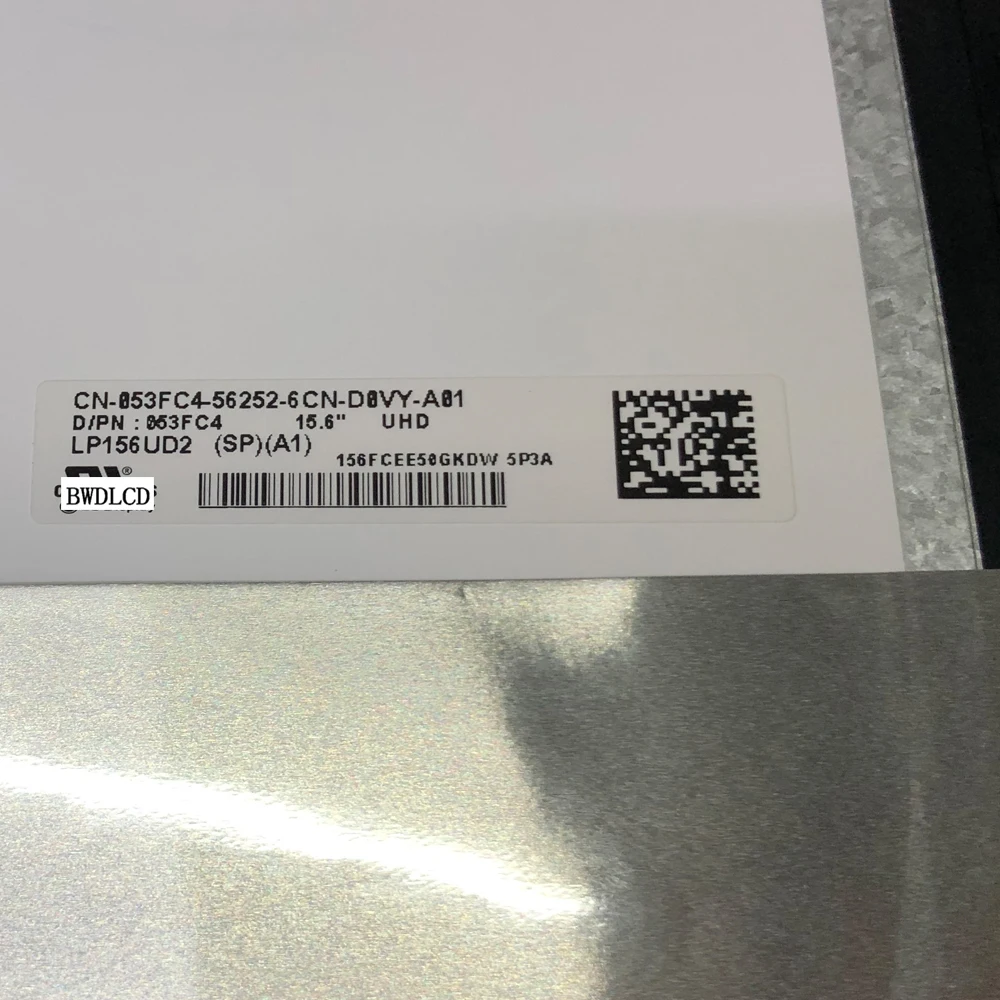 CN-053FC4-56252-6CN-D0VY-A01
D/PN : 053FC4 15.6" UHD
LP156UD2 (SP)(A1)
156FCEE50GKDW 5P3A
®
BWDLCD